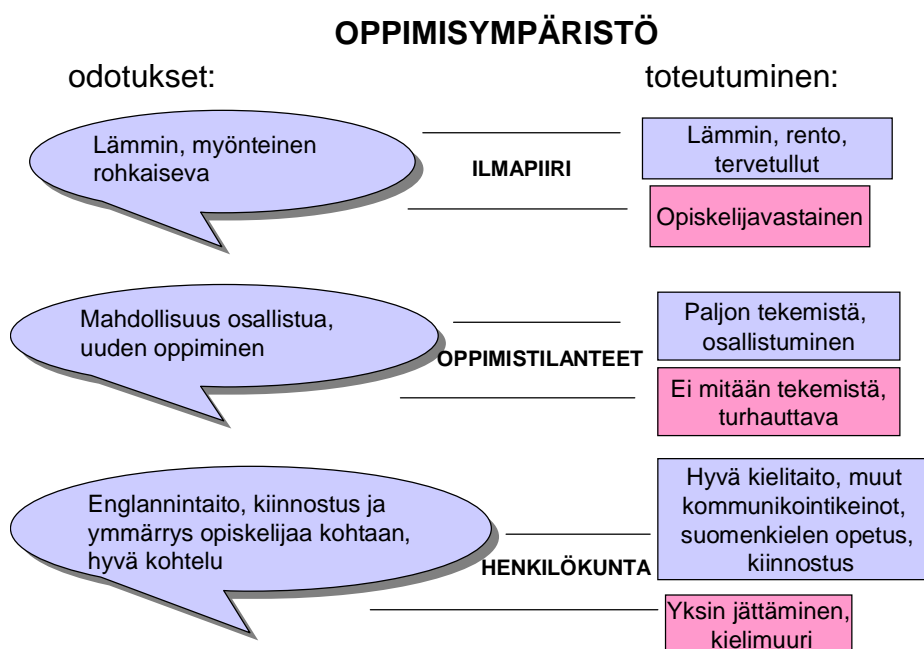 OPPIMISYMPÄRISTÖ
odotukset:
toteutuminen:
Lämmin, myönteinen
rohkaiseva
ILMAPIIRI
Lämmin, rento,
tervetullut
Opiskelijavastainen
Mahdollisuus osallistua,
uuden oppiminen
OPPIMISTILANTEET
Paljon tekemistä,
osallistuminen
Ei mitään tekemistä,
turhauttava
Englannintaito, kiinnostus ja
ymmärrys opiskelijaa kohtaan,
hyvä kohtelu
HENKILÖKUNTA
Hyvä kielitaito, muut
kommunikointikeinot,
suomenkielen opetus,
kiinnostus
Yksin jättäminen,
kielimuuri